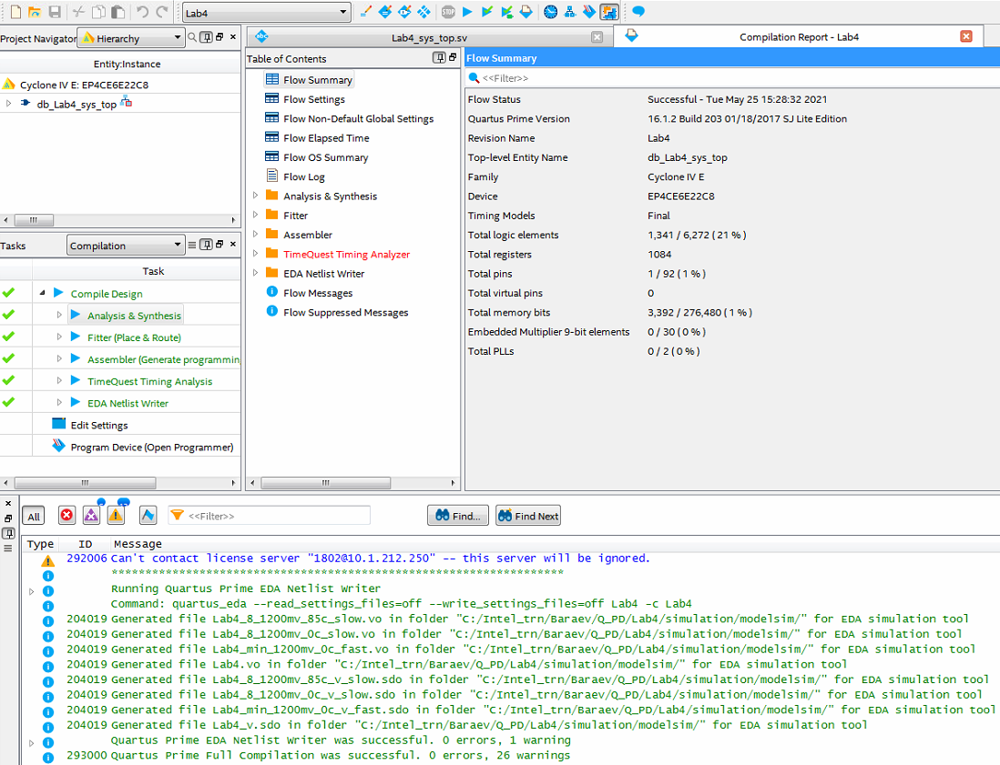 Lab4
Project Navigator
Hierarchy
Entity:Instance
Cyclone IV E: EP4CE6E22C8
db_Lab4_sys_top
Tasks
Compilation
Task
Compile Design
Analysis & Synthesis
Fitter (Place & Route)
Assembler (Generate programmin
TimeQuest Timing Analysis
EDA Netlist Writer
Edit Settings
Program Device (Open Programmer)
Lab4_sys_top.sv
Compilation Report - Lab4
Table of Contents
Flow Summary
Flow Settings
Flow Non-Default Global Settings
Flow Elapsed Time
Flow OS Summary
Flow Log
Analysis & Synthesis
Fitter
Assembler
TimeQuest Timing Analyzer
EDA Netlist Writer
Flow Messages
Flow Suppressed Messages
Flow Summary
<<Filter>>
Flow Status Successful - Tue May 25 15:28:32 2021
Quartus Prime Version 16.1.2 Build 203 01/18/2017 SJ Lite Edition
Revision Name Lab4
Top-level Entity Name db_Lab4_sys_top
Family Cyclone IV E
Device EP4CE6E22C8
Timing Models Final
Total logic elements 1,341 / 6,272 ( 21 % )
Total registers 1084
Total pins 1 / 92 ( 1 % )
Total virtual pins 0
Total memory bits 3,392 / 276,480 ( 1 % )
Embedded Multiplier 9-bit elements 0 / 30 ( 0 % )
Total PLLs 0 / 2 ( 0 % )
All
<<Filter>>
Find...
Find Next
Type ID Message
292006 Can't contact license server "1802@10.1.212.250" -- this server will be ignored.
*******************************************************************
Running Quartus Prime EDA Netlist Writer
Command: quartus_eda --read_settings_files=off --write_settings_files=off Lab4 -c Lab4
204019 Generated file Lab4_8_1200mv_85c_slow.vo in folder "C:/Intel_trn/Baraev/Q_PD/Lab4/simulation/modelsim/" for EDA simulation tool
204019 Generated file Lab4_8_1200mv_0c_slow.vo in folder "C:/Intel_trn/Baraev/Q_PD/Lab4/simulation/modelsim/" for EDA simulation tool
204019 Generated file Lab4_min_1200mv_0c_fast.vo in folder "C:/Intel_trn/Baraev/Q_PD/Lab4/simulation/modelsim/" for EDA simulation tool
204019 Generated file Lab4.vo in folder "C:/Intel_trn/Baraev/Q_PD/Lab4/simulation/modelsim/" for EDA simulation tool
204019 Generated file Lab4_8_1200mv_85c_v_slow.sdo in folder "C:/Intel_trn/Baraev/Q_PD/Lab4/simulation/modelsim/" for EDA simulation tool
204019 Generated file Lab4_8_1200mv_0c_v_slow.sdo in folder "C:/Intel_trn/Baraev/Q_PD/Lab4/simulation/modelsim/" for EDA simulation tool
204019 Generated file Lab4_min_1200mv_0c_v_fast.sdo in folder "C:/Intel_trn/Baraev/Q_PD/Lab4/simulation/modelsim/" for EDA simulation tool
204019 Generated file Lab4_v.sdo in folder "C:/Intel_trn/Baraev/Q_PD/Lab4/simulation/modelsim/" for EDA simulation tool
Quartus Prime EDA Netlist Writer was successful. 0 errors, 1 warning
293000 Quartus Prime Full Compilation was successful. 0 errors, 26 warnings